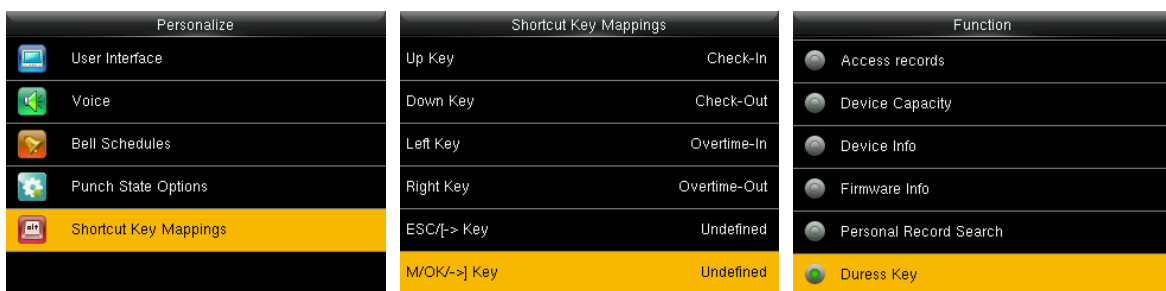 Personalize
User Interface
Voice
Bell Schedules
Punch State Options
alt
Shortcut Key Mappings
Shortcut Key Mappings
Up Key Check-In
Down Key Check-Out
Left Key Overtime-In
Right Key Overtime-Out
ESC/[-> Key Undefined
M/OK/->] Key Undefined
Function
Access records
Device Capacity
Device Info
Firmware Info
Personal Record Search
Duress Key